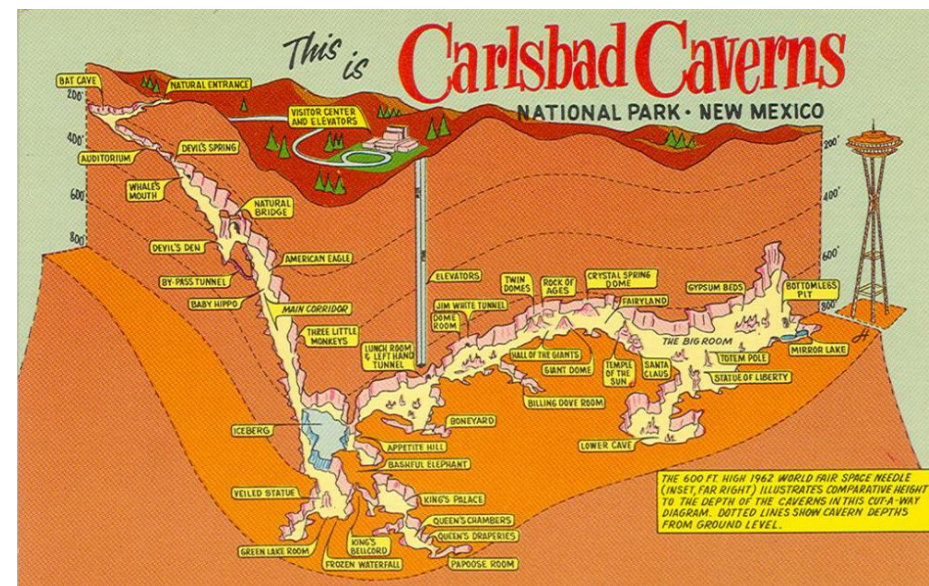 This is
Carlsbad Caverns
NATIONAL PARK · NEW MEXICO
BAT CAVE
NATURAL ENTRANCE
VISITOR CENTER
AND ELEVATORS
200'
400'
600'
800'
AUDITORIUM
DEVIL'S SPRING
WHALE'S
MOUTH
NATURAL
BRIDGE
DEVIL'S DEN
AMERICAN EAGLE
BY-PASS TUNNEL
BABY HIPPO
MAIN CORRIDOR
THREE LITTLE
MONKEYS
LUNCH ROOM
& LEFT HAND
TUNNEL
ELEVATORS
JIM WHITE TUNNEL
DOME
ROOM
TWIN
DOMES
ROCK OF
AGES
CRYSTAL SPRING
DOME
FAIRYLAND
GYPSUM BEDS
BOTTOMLESS
PIT
200'
400'
600'
800'
THE BIG ROOM
MIRROR LAKE
HALL OF THE GIANTS
GIANT DOME
TEMPLE
OF THE
SUN
SANTA
CLAUS
TOTEM POLE
STATUE OF LIBERTY
BILLING DOVE ROOM
LOWER CAVE
BONEYARD
ICEBERG
APPETITE HILL
BASHFUL ELEPHANT
VEILED STATUE
KING'S PALACE
QUEEN'S CHAMBERS
QUEEN'S DRAPERIES
GREEN LAKE ROOM
KING'S
BELLCORD
FROZEN WATERFALL
PAPOOSE ROOM
THE 600 FT. HIGH 1962 WORLD FAIR SPACE NEEDLE
(INSET, FAR RIGHT) ILLUSTRATES COMPARATIVE HEIGHT
TO THE DEPTH OF THE CAVERNS IN THIS CUT-A-WAY
DIAGRAM. DOTTED LINES SHOW CAVERN DEPTHS
FROM GROUND LEVEL.